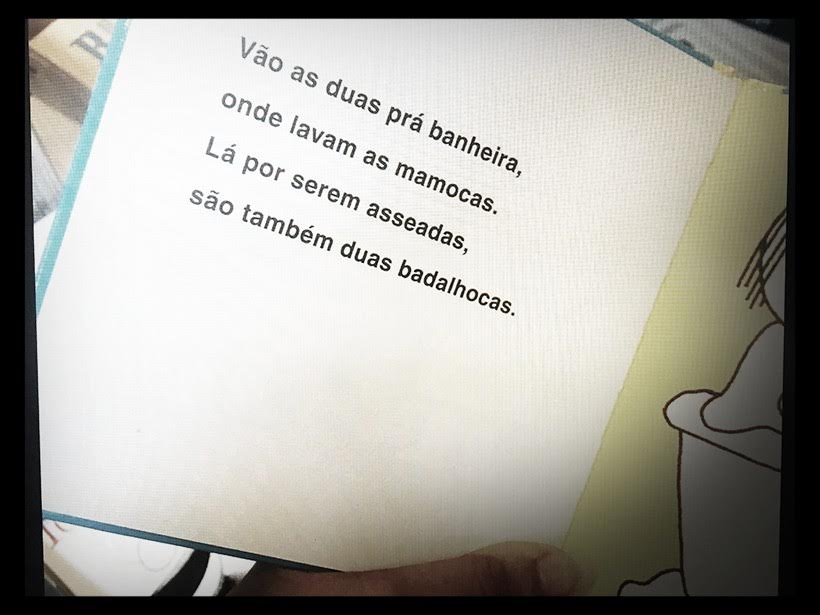 Vão as duas prá banheira,
onde lavam as mamocas.
Lá por serem asseadas,
são também duas badalhocas.